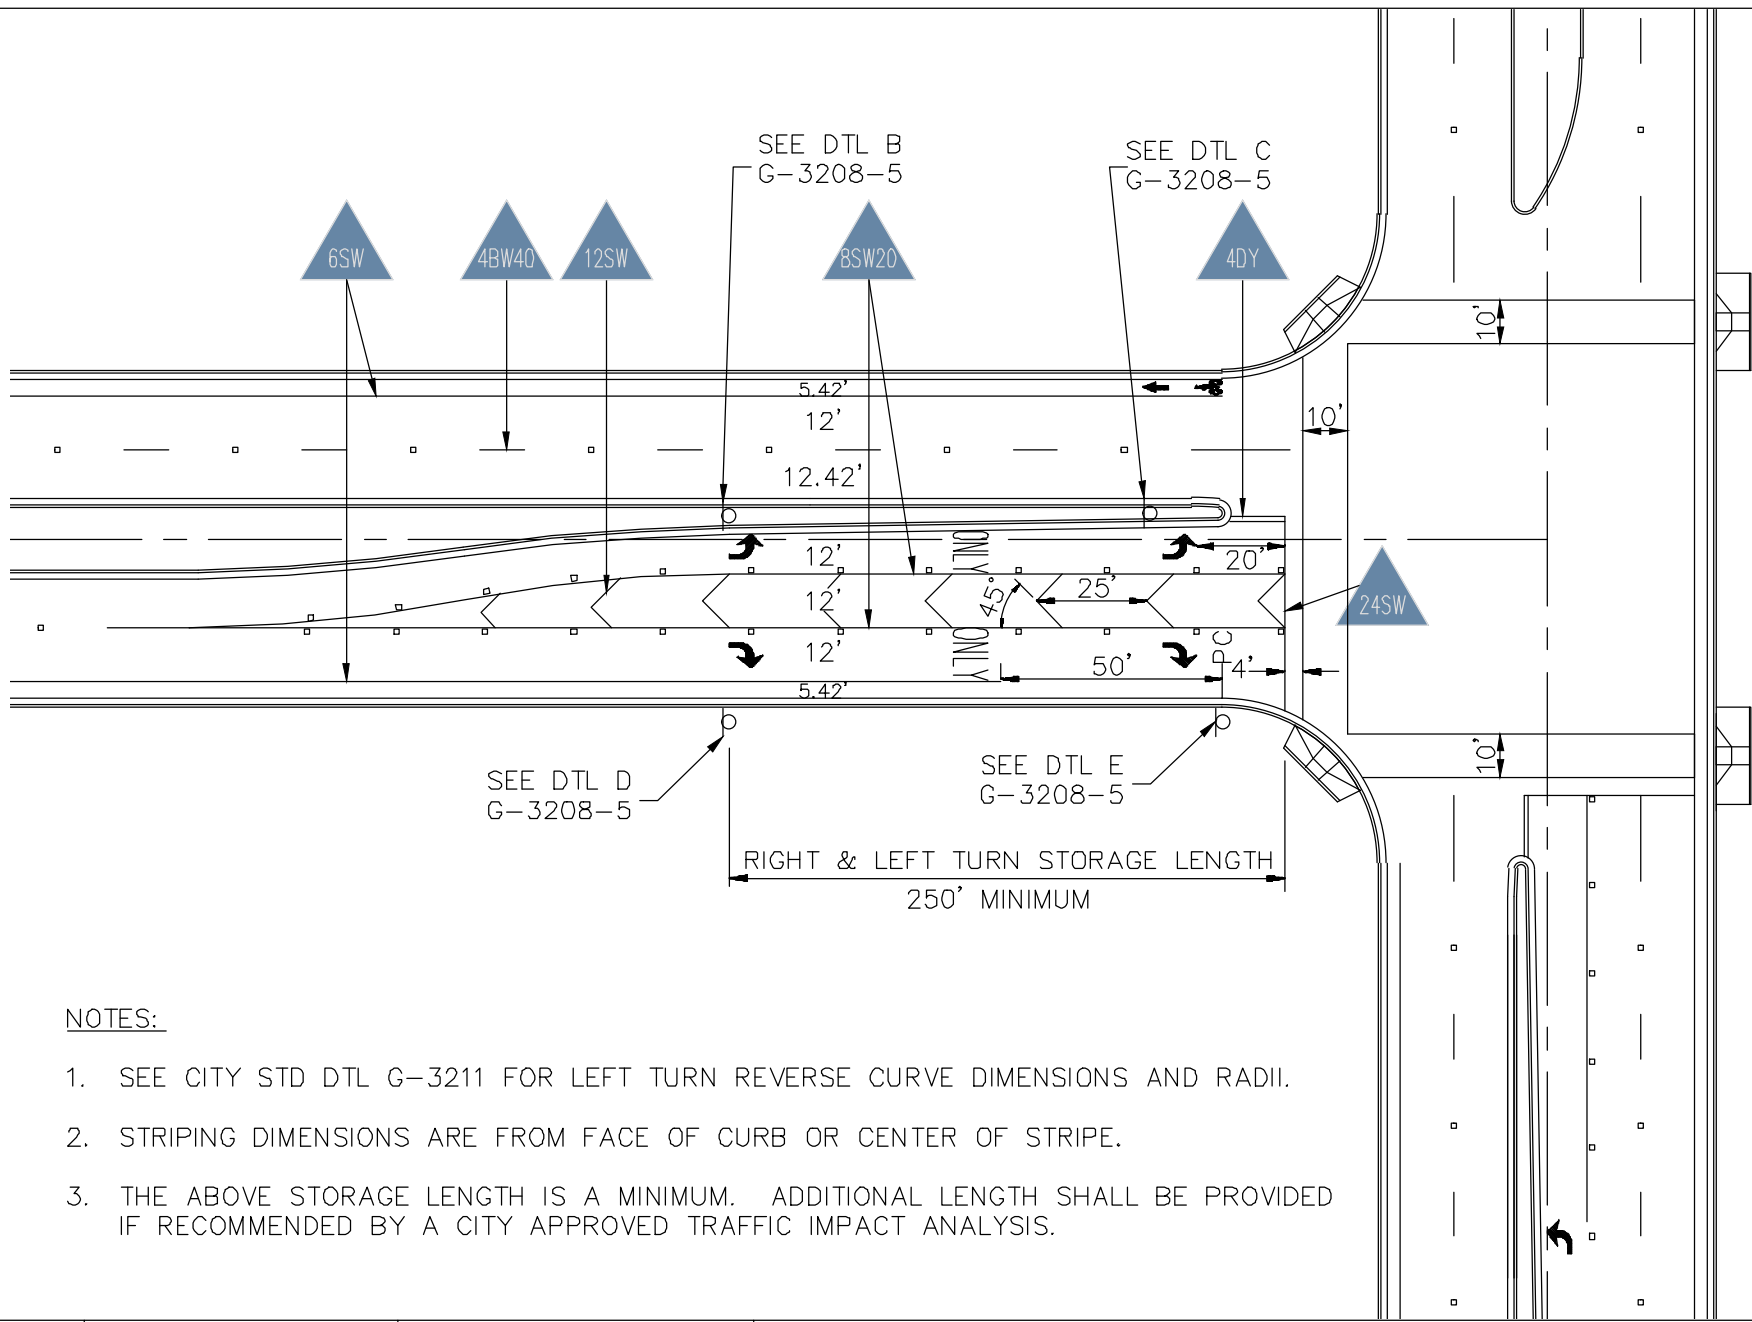 SEE DTL B
G-3208-5
SEE DTL C
G-3208-5
6SW
4BW40
12SW
8SW20
4DY
10'
5.42'
12'
10'
12.42'
ONLY
12'
20'
12'
45°
25'
24SW
ONLY
12'
PC
50'
4'
5.42'
10'
SEE DTL D
G-3208-5
SEE DTL E
G-3208-5
RIGHT & LEFT TURN STORAGE LENGTH
250' MINIMUM
NOTES:
1. SEE CITY STD DTL G-3211 FOR LEFT TURN REVERSE CURVE DIMENSIONS AND RADII.
2. STRIPING DIMENSIONS ARE FROM FACE OF CURB OR CENTER OF STRIPE.
3. THE ABOVE STORAGE LENGTH IS A MINIMUM. ADDITIONAL LENGTH SHALL BE PROVIDED
IF RECOMMENDED BY A CITY APPROVED TRAFFIC IMPACT ANALYSIS.